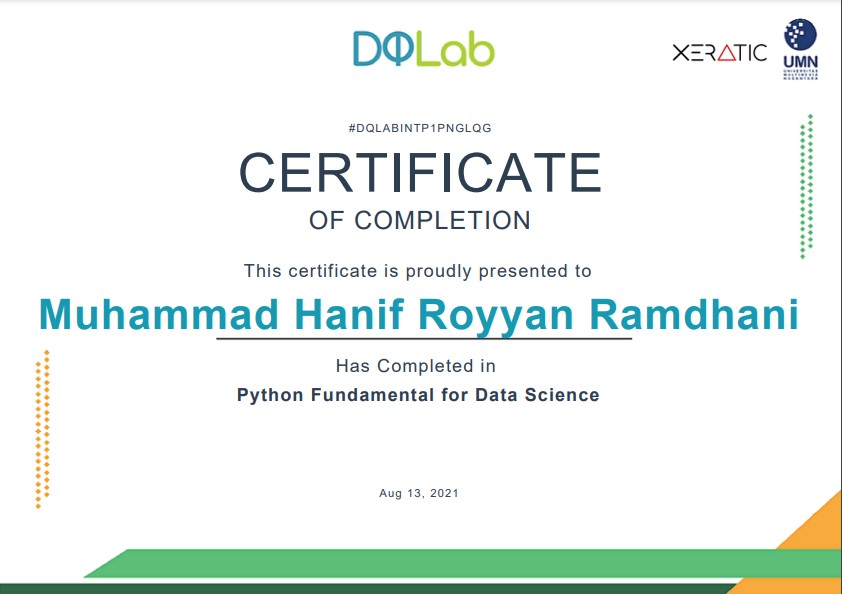 DQLab
XERATIC
UMN
UNIVERSITAS
MULTIMEDIA
NUSANTARA
#DQLABINTP1PNGLQG
CERTIFICATE
OF COMPLETION
This certificate is proudly presented to
Muhammad Hanif Royyan Ramdhani
Has Completed in
Python Fundamental for Data Science
Aug 13, 2021